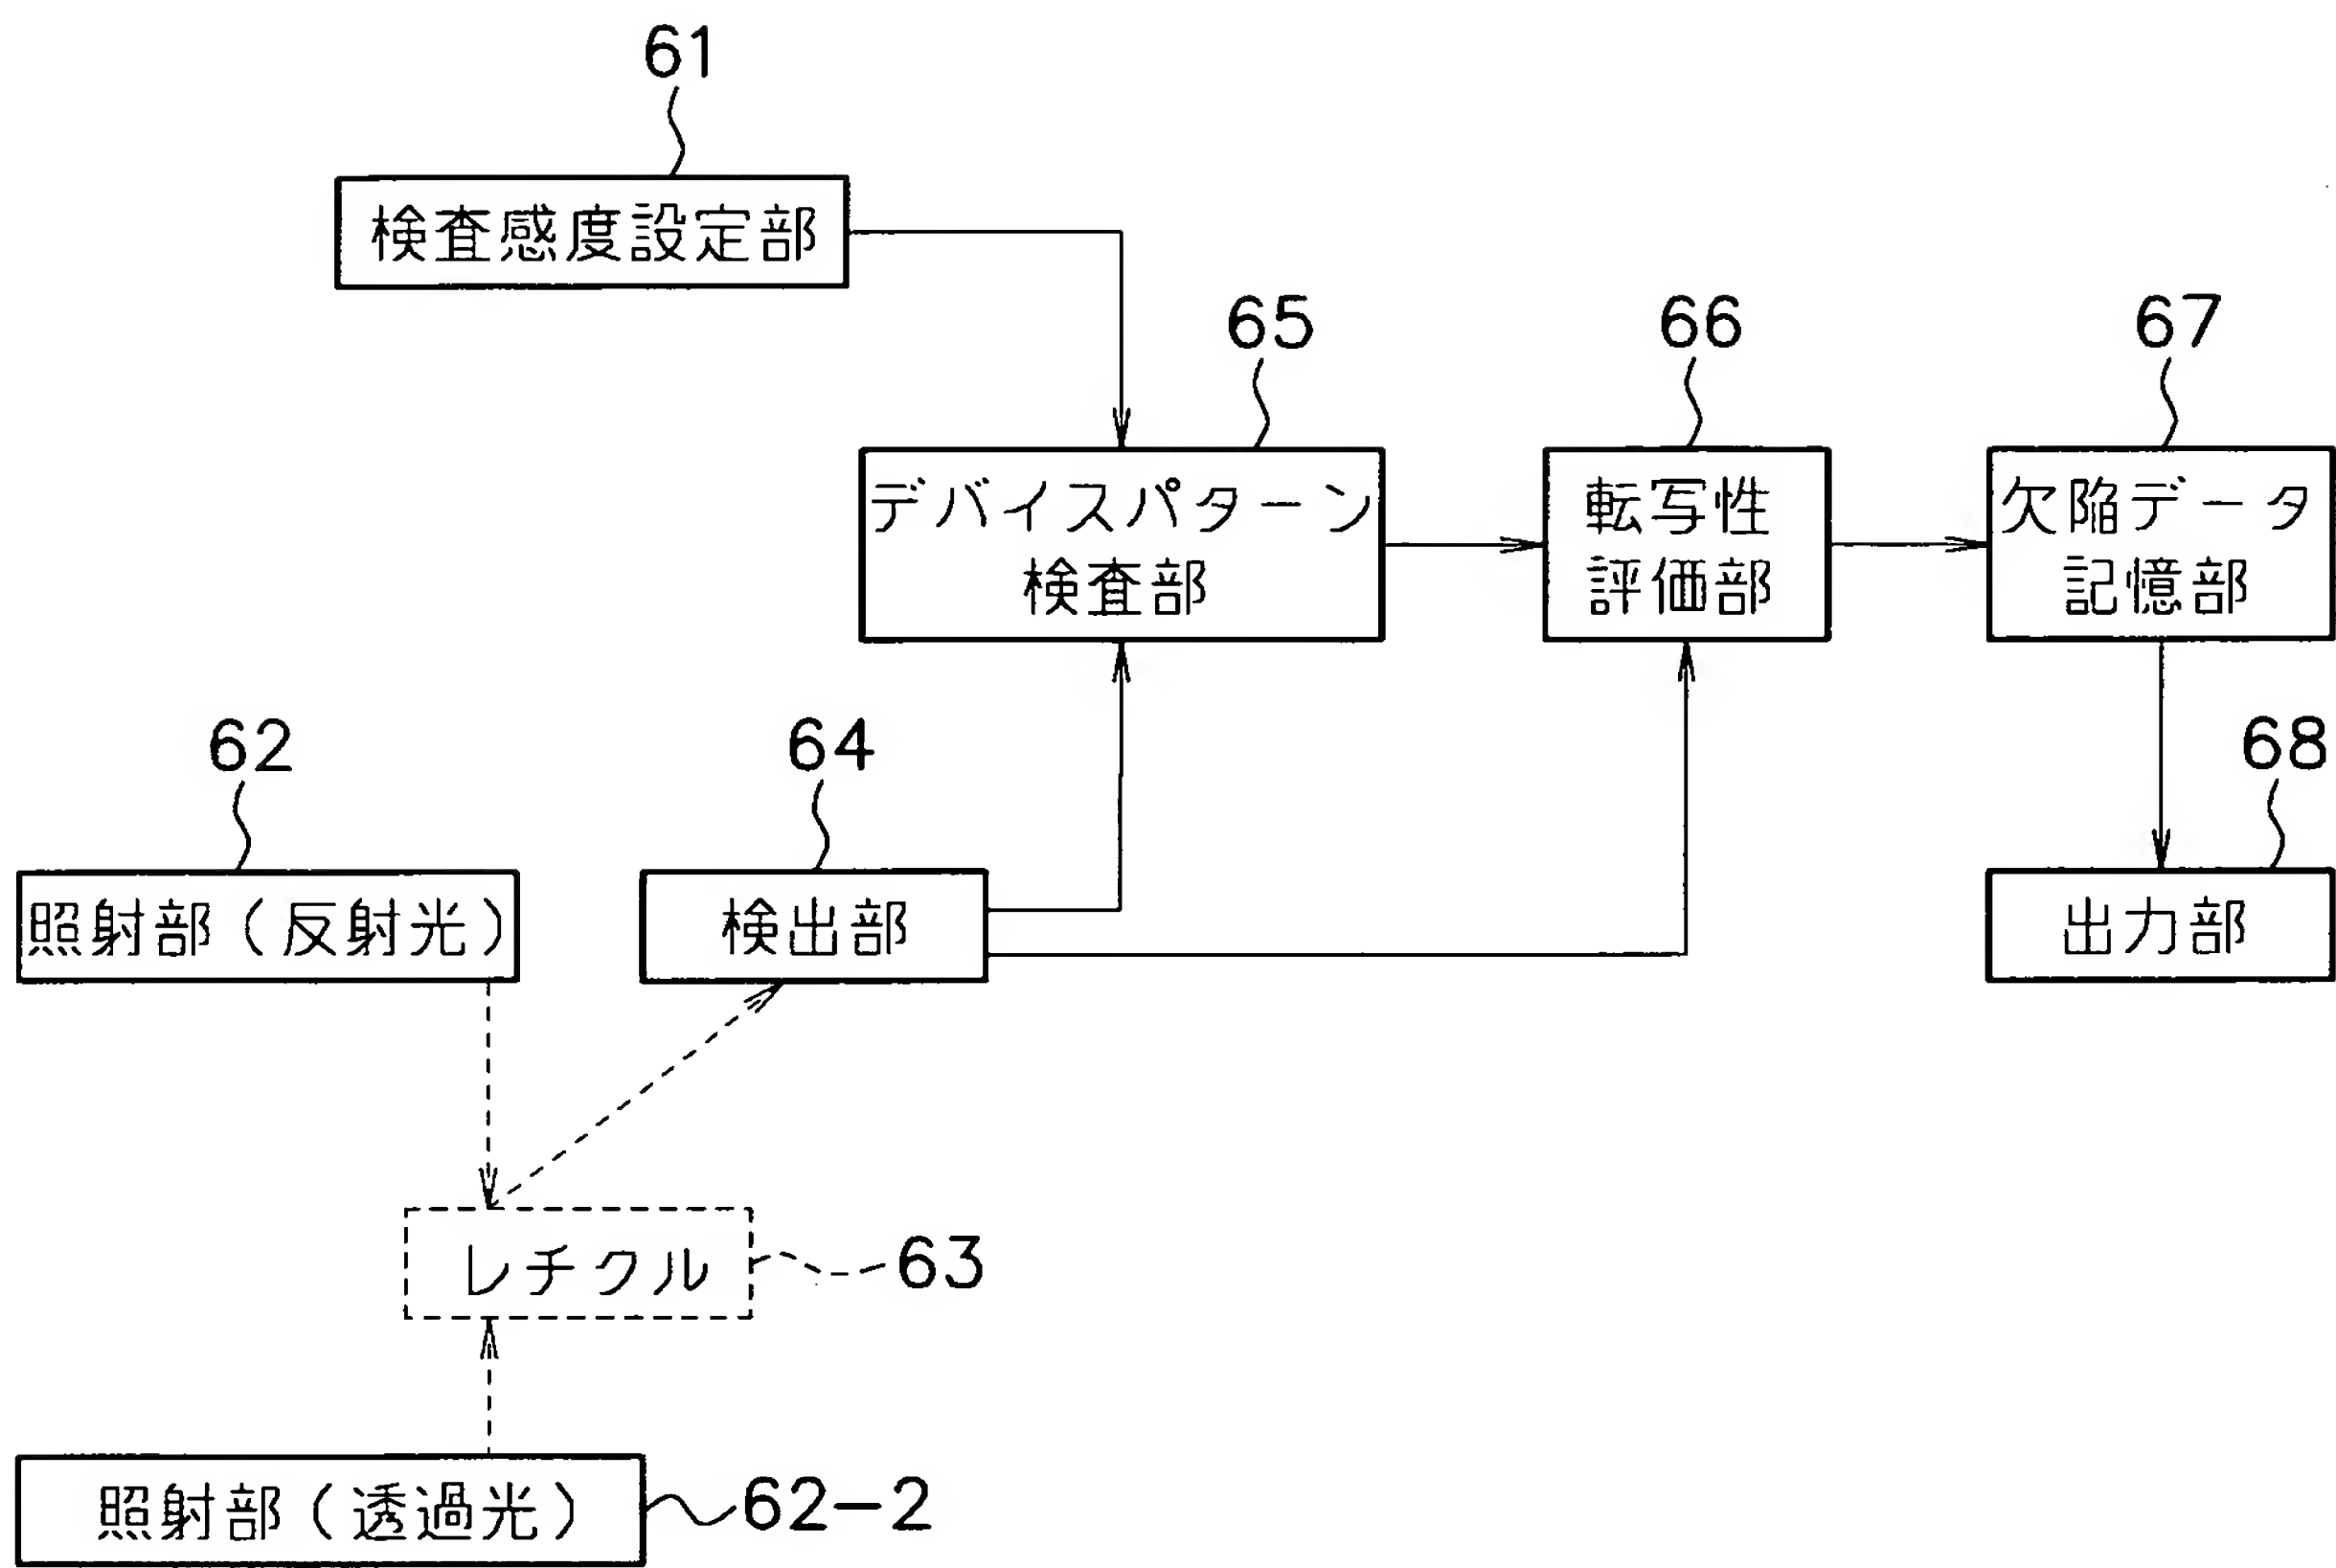 61
検査感度設定部
65
66
67
デバイスパターン
検査部
転写性
評価部
欠陥データ
記憶部
62
64
68
照射部(反射光)
検出部
出力部
レチクル
63
照射部(透過光)
62-2